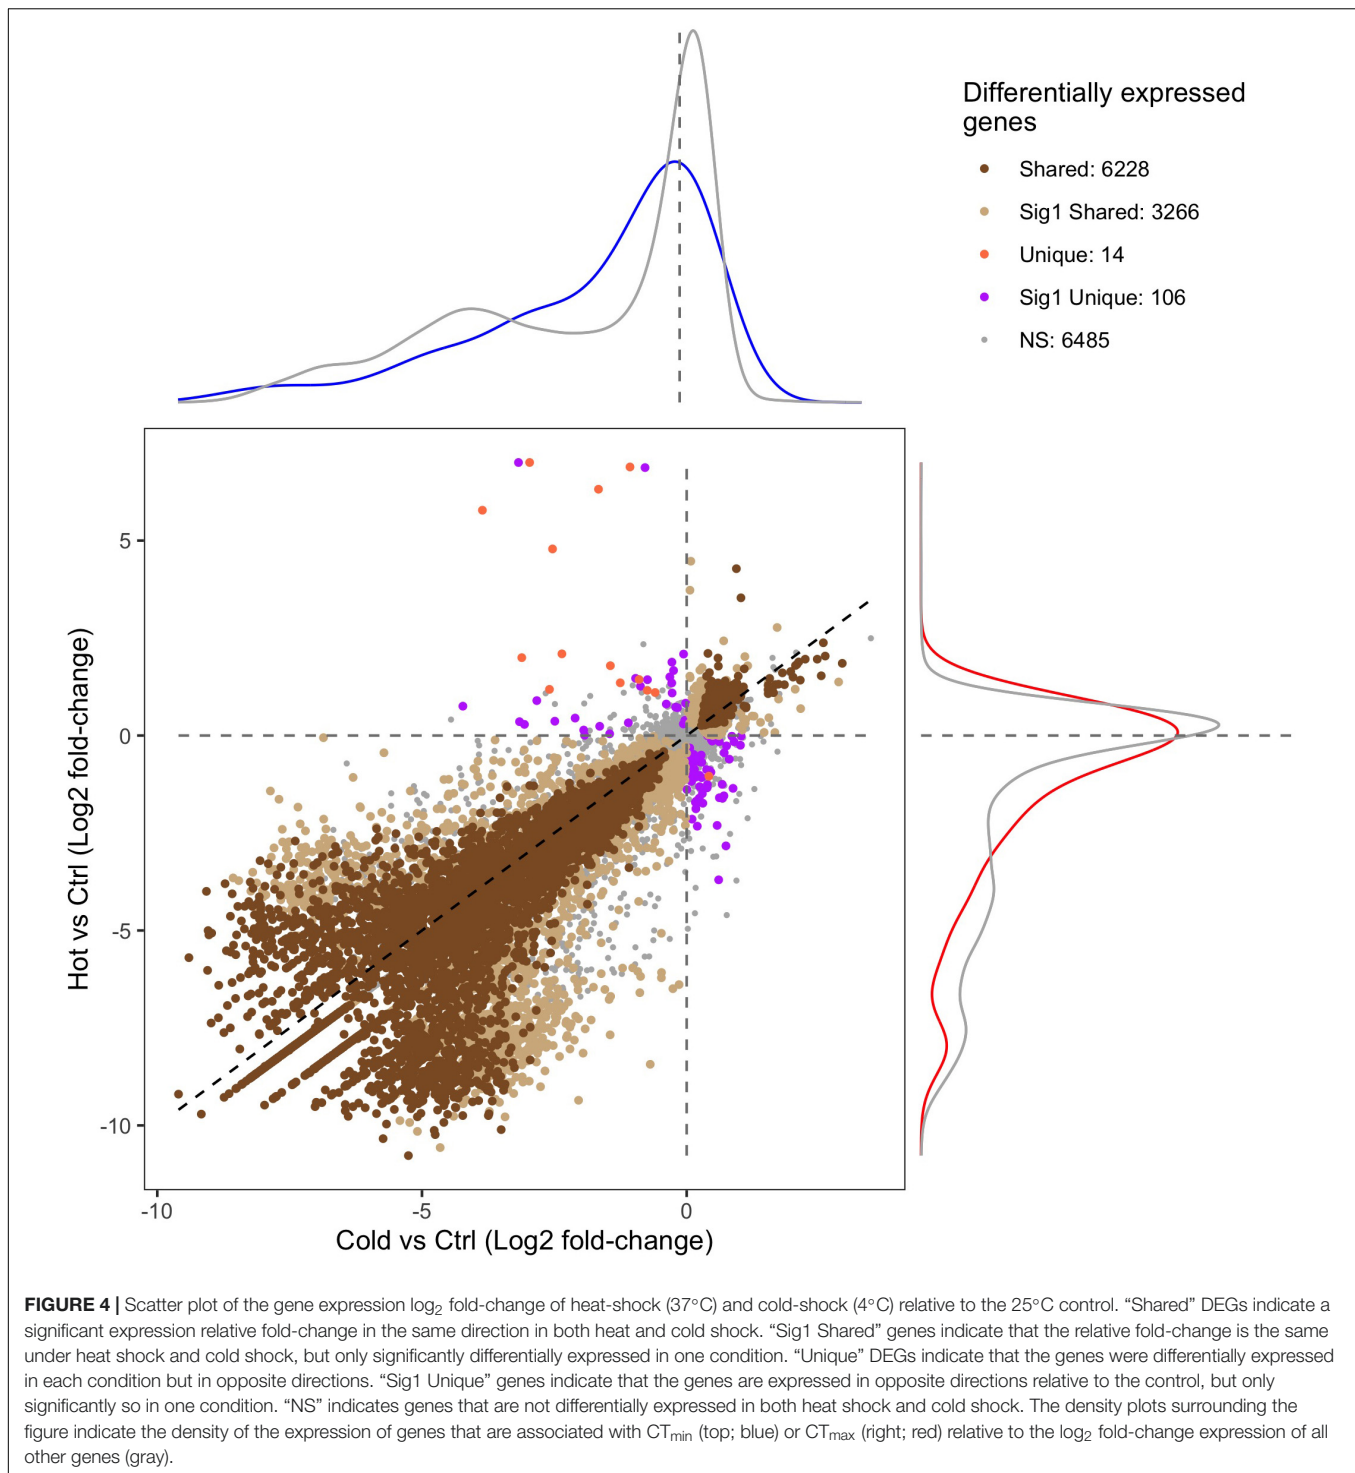 Differentially expressed
genes
Shared: 6228
Sig1 Shared: 3266
Unique: 14
Sig1 Unique: 106
NS: 6485
5
0
-5
-10
Hot vs Ctrl (Log2 fold-change)
-10
-5
0
Cold vs Ctrl (Log2 fold-change)
FIGURE 4 | Scatter plot of the gene expression log₂ fold-change of heat-shock (37°C) and cold-shock (4°C) relative to the 25°C control. “Shared” DEGs indicate a
significant expression relative fold-change in the same direction in both heat and cold shock. “Sig1 Shared” genes indicate that the relative fold-change is the same
under heat shock and cold shock, but only significantly differentially expressed in one condition. “Unique” DEGs indicate that the genes were differentially expressed
in each condition but in opposite directions. “Sig1 Unique” genes indicate that the genes are expressed in opposite directions relative to the control, but only
significantly so in one condition. “NS” indicates genes that are not differentially expressed in both heat shock and cold shock. The density plots surrounding the
figure indicate the density of the expression of genes that are associated with CTmin (top; blue) or CTmax (right; red) relative to the log₂ fold-change expression of all
other genes (gray).